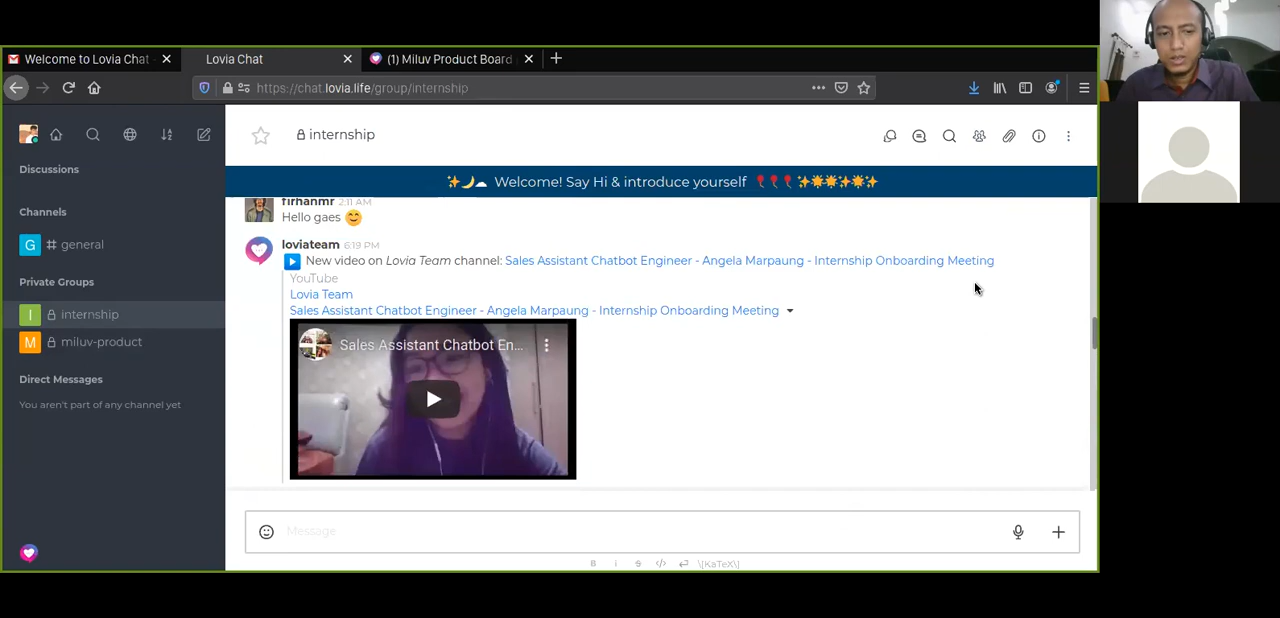 Welcome to Lovia Chat
Lovia Chat
(1) Miluv Product Board
https://chat.lovia.life/group/internship
internship
Discussions
Channels
G # general
Private Groups
I internship
M miluv-product
Direct Messages
You aren't part of any channel yet
Welcome! Say Hi & introduce yourself
firhanmr 2:11 AM
Hello gaes
loviateam 6:19 PM
New video on Lovia Team channel: Sales Assistant Chatbot Engineer - Angela Marpaung - Internship Onboarding Meeting
YouTube
Lovia Team
Sales Assistant Chatbot Engineer - Angela Marpaung - Internship Onboarding Meeting
Sales Assistant Chatbot En...
Message
B i S </> \[KaTeX\]